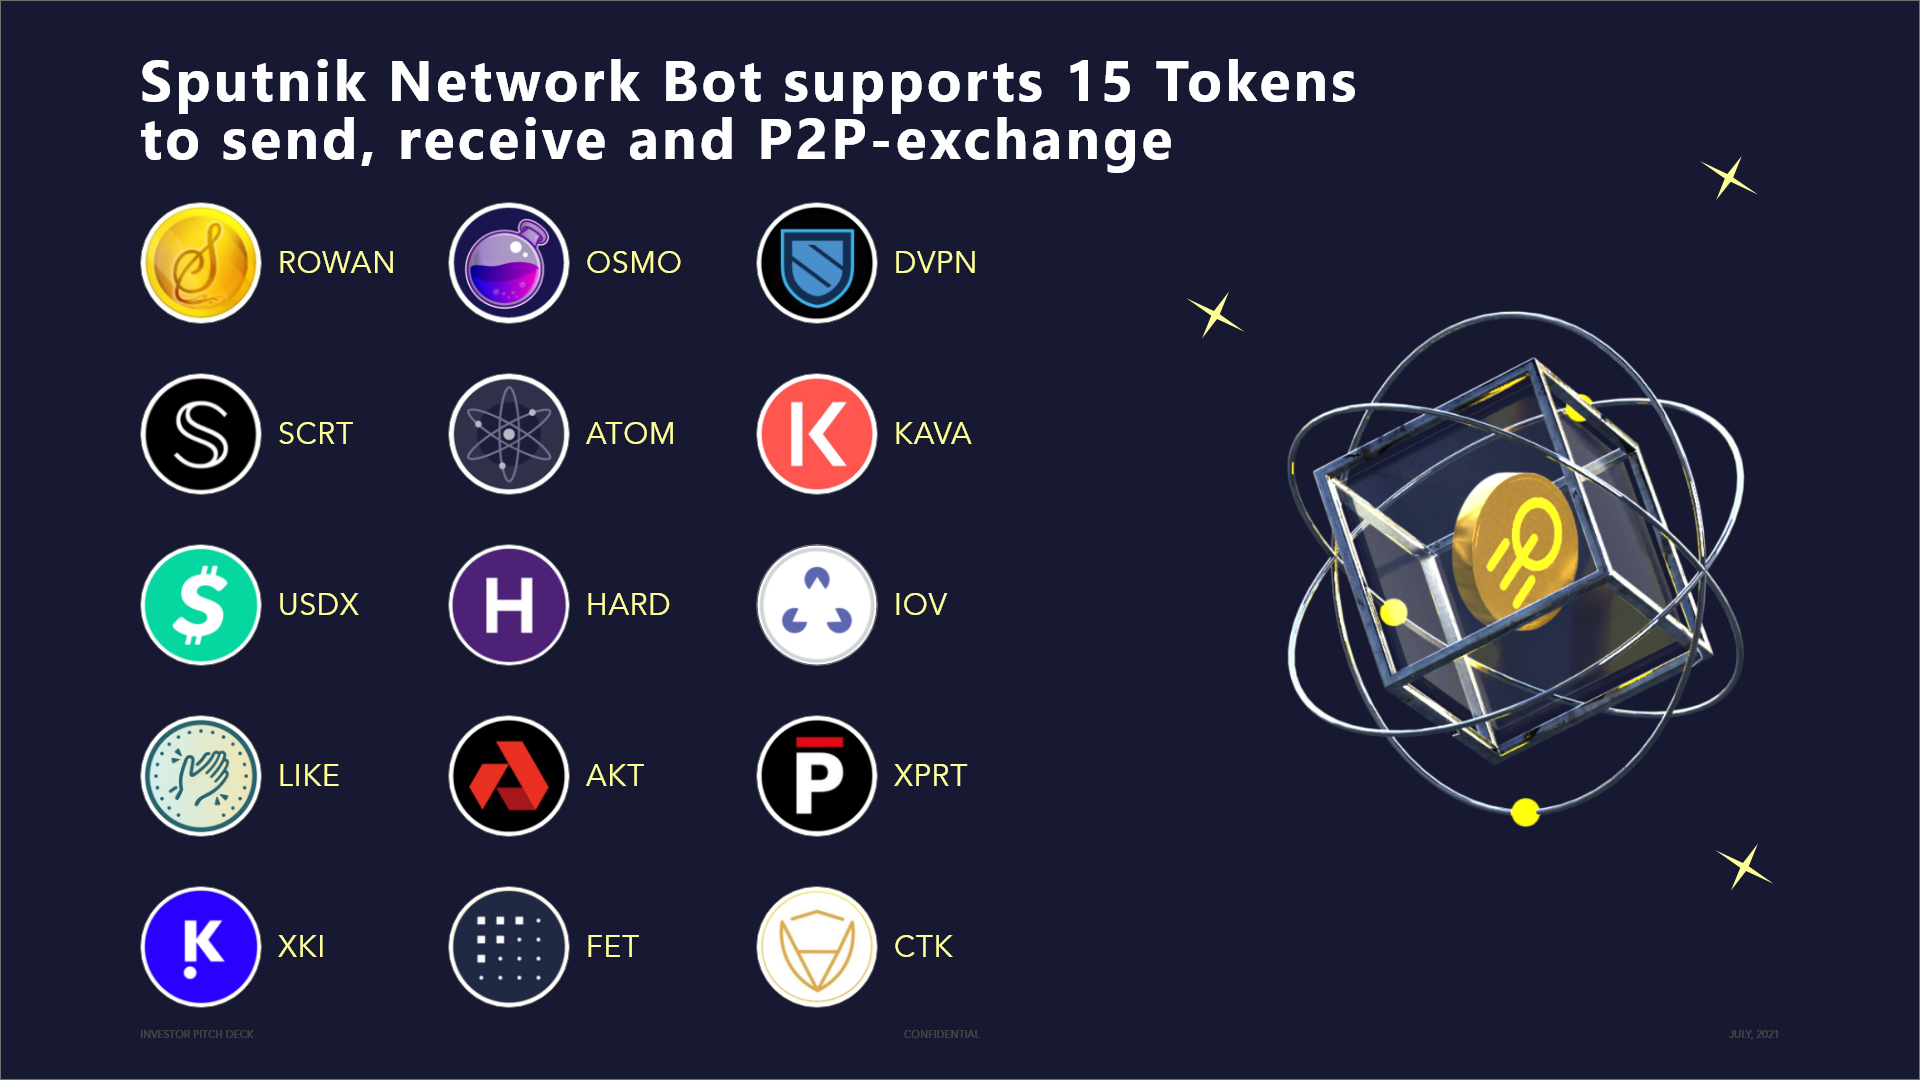 Sputnik Network Bot supports 15 Tokens
to send, receive and P2P-exchange
ROWAN
OSMO
DVPN
SCRT
ATOM
KAVA
USDX
HARD
IOV
LIKE
AKT
XPRT
XKI
FET
CTK
INVESTOR PITCH DECK
CONFIDENTIAL
JULY, 2021